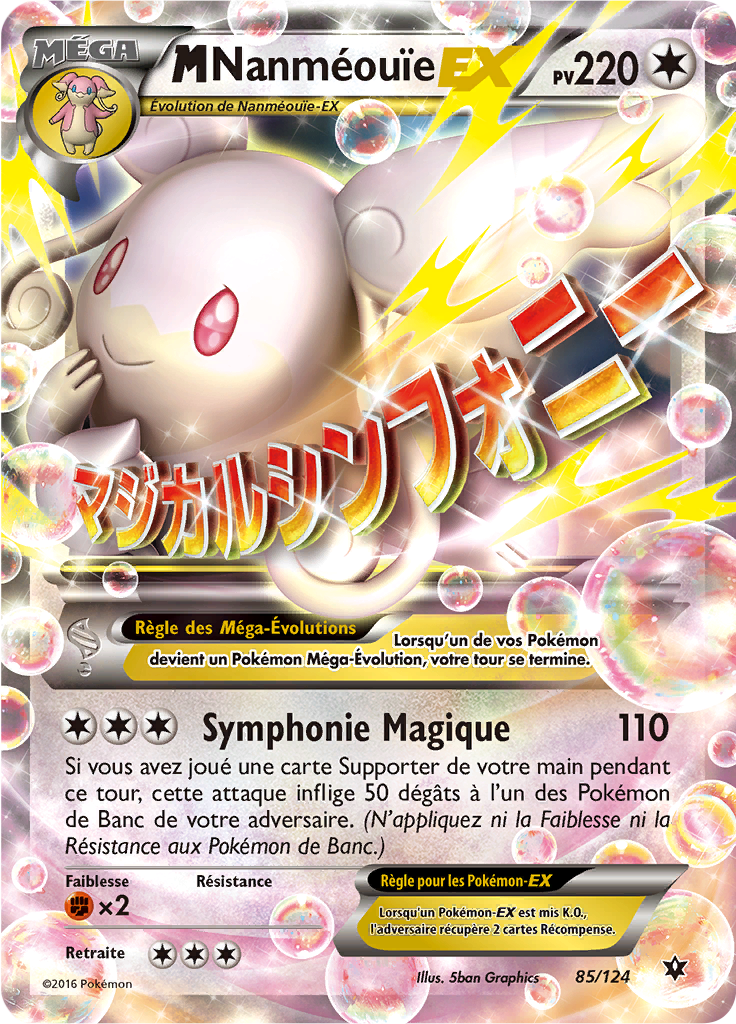 MÉGA
MNanméouïe EX PV220
Évolution de Nanméouïe-EX
マジカルシンフォニー
Règle des Méga-Évolutions
Lorsqu'un de vos Pokémon
devient un Pokémon Méga-Évolution, votre tour se termine.
Symphonie Magique 110
Si vous avez joué une carte Supporter de votre main pendant
ce tour, cette attaque inflige 50 dégâts à l'un des Pokémon
de Banc de votre adversaire. (N'appliquez ni la Faiblesse ni la
Résistance aux Pokémon de Banc.)
Faiblesse Résistance
×2
Règle pour les Pokémon-EX
Lorsqu'un Pokémon-EX est mis K.O.,
l'adversaire récupère 2 cartes Récompense.
Retraite
©2016 Pokémon
Illus. 5ban Graphics 85/124